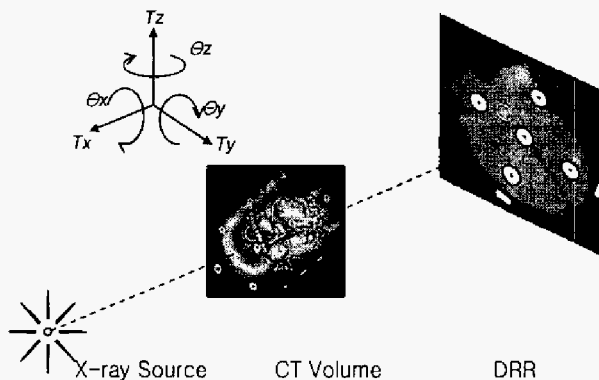 Tz
Θz
Θx
Θy
Tx
Ty
X-ray Source
CT Volume
DRR